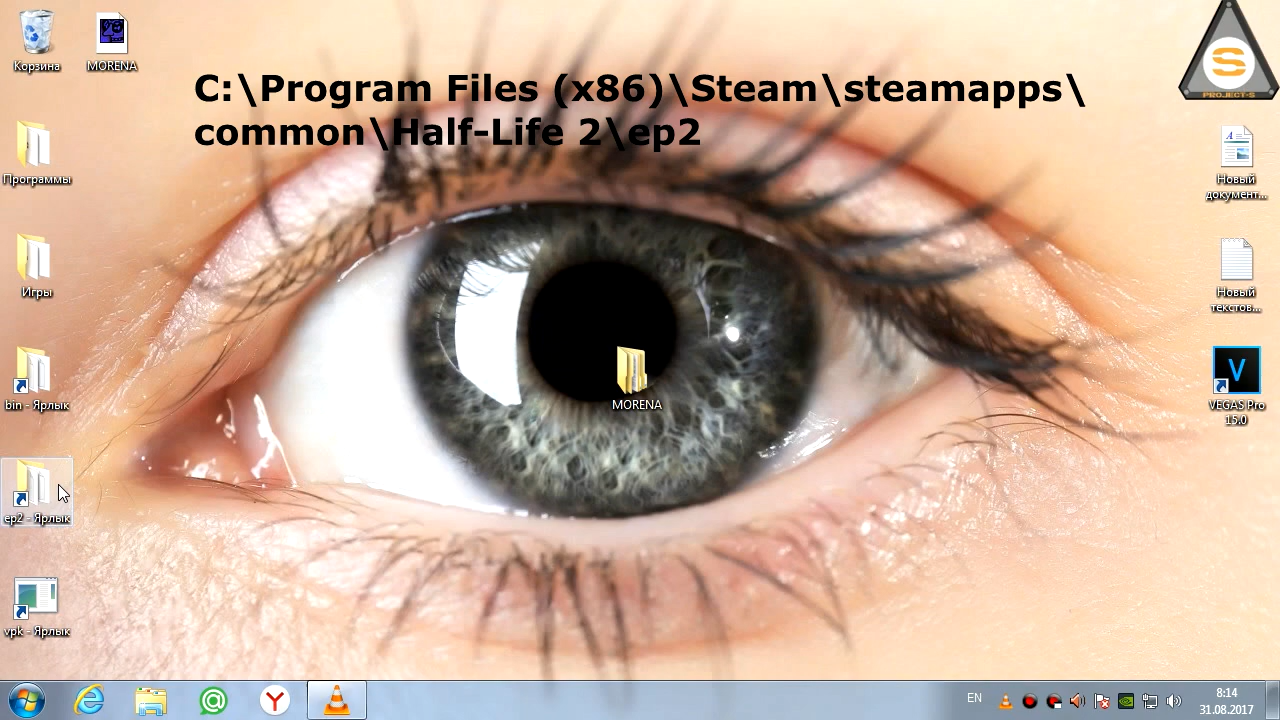 Корзина
MORENA
C:\Program Files (x86)\Steam\steamapps\
common\Half-Life 2\ep2
S
PROJECT-S
Программы
Новый
документ...
Игры
Новый
текстов...
bin - Ярлык
MORENA
V
VEGAS Pro
15.0
ep2 - Ярлык
vpk - Ярлык
EN
8:14
31.08.2017